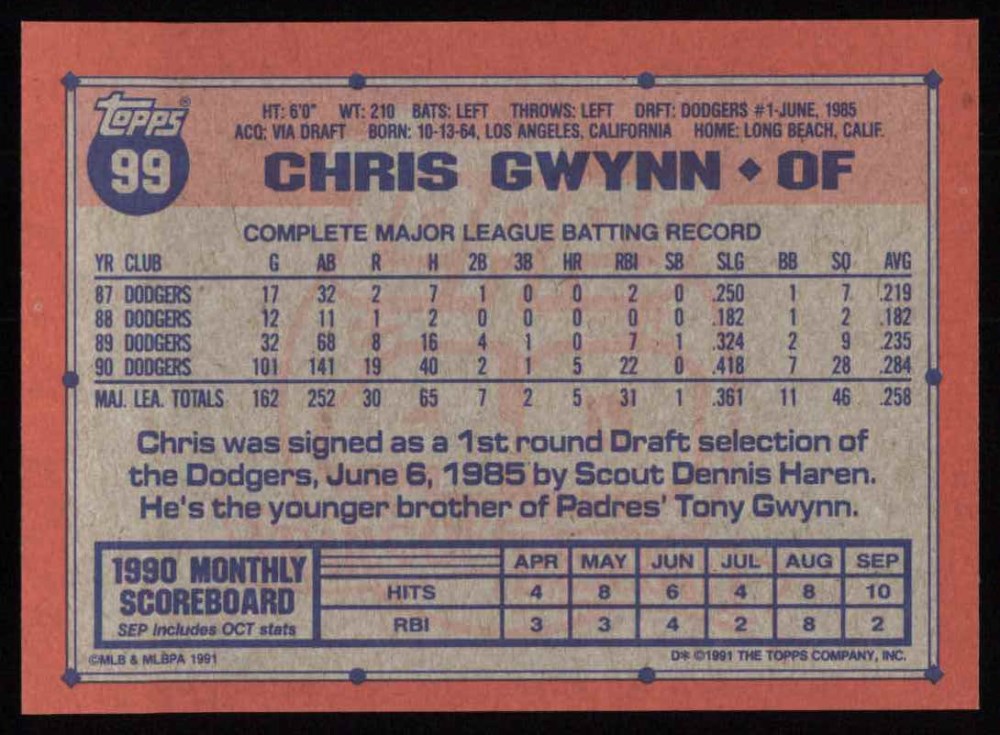 Topps®
99
HT: 6'0" WT: 210 BATS: LEFT THROWS: LEFT DRFT: DODGERS #1-JUNE, 1985
ACQ: VIA DRAFT BORN: 10-13-64, LOS ANGELES, CALIFORNIA HOME: LONG BEACH, CALIF.
CHRIS GWYNN ◆ OF
COMPLETE MAJOR LEAGUE BATTING RECORD
YR CLUB G AB R H 2B 3B HR RBI SB SLG BB SO AVG
87 DODGERS 17 32 2 7 1 0 0 2 0 .250 1 7 .219
88 DODGERS 12 11 1 2 0 0 0 0 0 .182 1 2 .182
89 DODGERS 32 68 8 16 4 1 0 7 1 .324 2 9 .235
90 DODGERS 101 141 19 40 2 1 5 22 0 .418 7 28 .284
MAJ. LEA. TOTALS 162 252 30 65 7 2 5 31 1 .361 11 46 .258
Chris was signed as a 1st round Draft selection of
the Dodgers, June 6, 1985 by Scout Dennis Haren.
He's the younger brother of Padres' Tony Gwynn.
1990 MONTHLY
SCOREBOARD
SEP Includes OCT stats
APR MAY JUN JUL AUG SEP
HITS 4 8 6 4 8 10
RBI 3 3 4 2 8 2
©MLB & MLBPA 1991
D* ©1991 THE TOPPS COMPANY, INC.